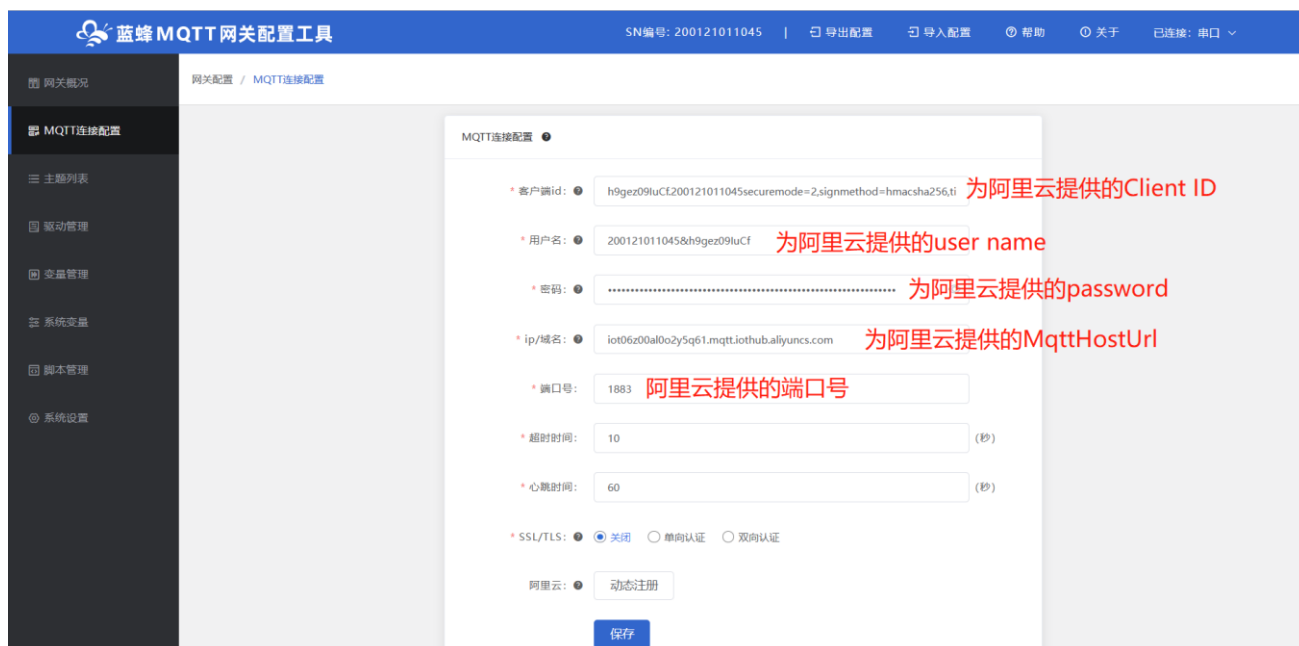 蓝蜂MQTT网关配置工具
SN编号: 200121011045 | 导出配置 导入配置 帮助 关于 已连接: 串口
网关概况
网关配置 / MQTT连接配置
MQTT连接配置
主题列表
驱动管理
变量管理
系统变量
脚本管理
系统设置
MQTT连接配置
* 客户端id: h9gez09IuCf.200121011045securemode=2,signmethod=hmacsha256,ti 为阿里云提供的Client ID
* 用户名: 200121011045&h9gez09IuCf 为阿里云提供的user name
* 密码: 为阿里云提供的password
* ip/域名: iot06z00al0o2y5q61.mqtt.iothub.aliyuncs.com 为阿里云提供的MqttHostUrl
* 端口号: 1883 阿里云提供的端口号
* 超时时间: 10 (秒)
* 心跳时间: 60 (秒)
* SSL/TLS: 关闭 单向认证 双向认证
阿里云: 动态注册
保存